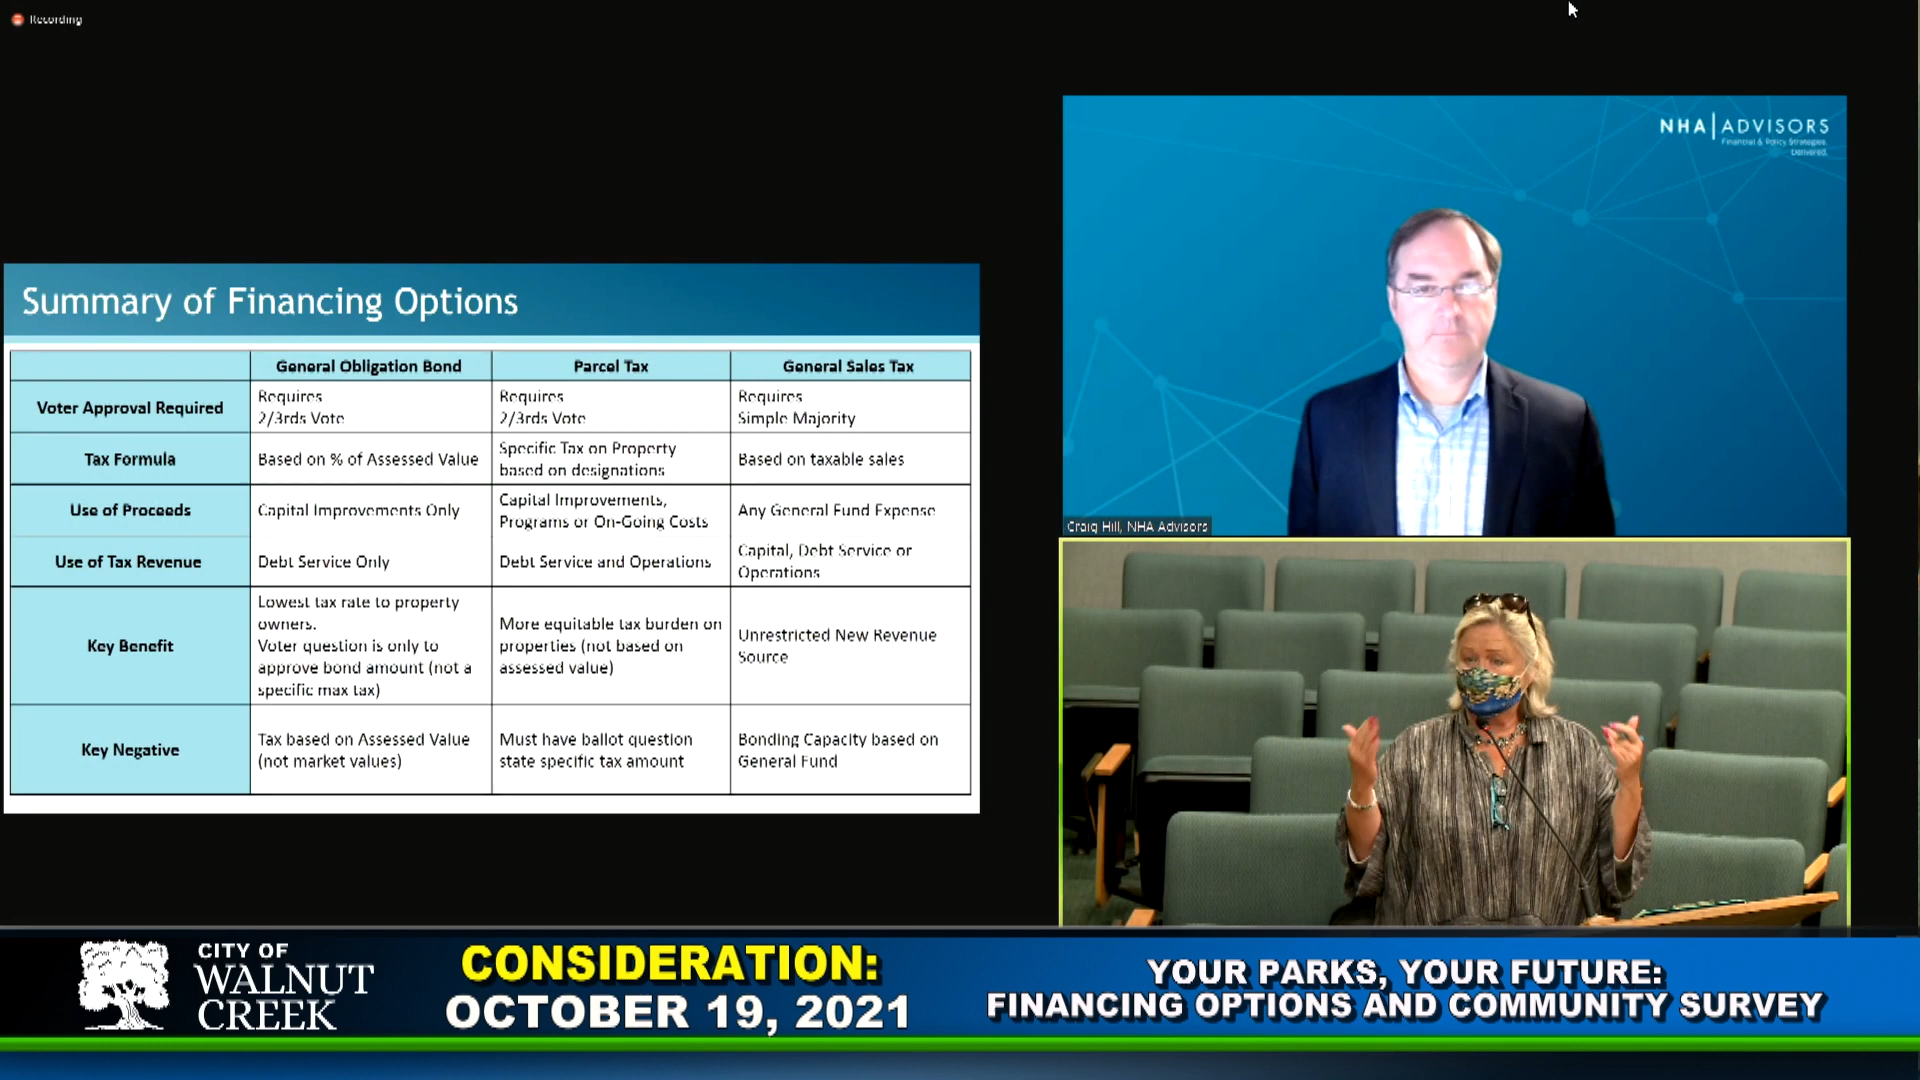 Recording
NHA ADVISORS
Financial & Policy Strategies.
Delivered.
Summary of Financing Options
General Obligation Bond Parcel Tax General Sales Tax
Voter Approval Required
Requires
2/3rds Vote
Requires
2/3rds Vote
Requires
Simple Majority
Tax Formula
Based on % of Assessed Value
Specific Tax on Property
based on designations
Based on taxable sales
Use of Proceeds
Capital Improvements Only
Capital Improvements,
Programs or On-Going Costs
Any General Fund Expense
Use of Tax Revenue
Debt Service Only
Debt Service and Operations
Capital, Debt Service or
Operations
Key Benefit
Lowest tax rate to property
owners.
Voter question is only to
approve bond amount (not a
specific max tax)
More equitable tax burden on
properties (not based on
assessed value)
Unrestricted New Revenue
Source
Key Negative
Tax based on Assessed Value
(not market values)
Must have ballot question
state specific tax amount
Bonding Capacity based on
General Fund
Craig Hill, NHA Advisors
CITY OF
WALNUT
CREEK
CONSIDERATION:
OCTOBER 19, 2021
YOUR PARKS, YOUR FUTURE:
FINANCING OPTIONS AND COMMUNITY SURVEY